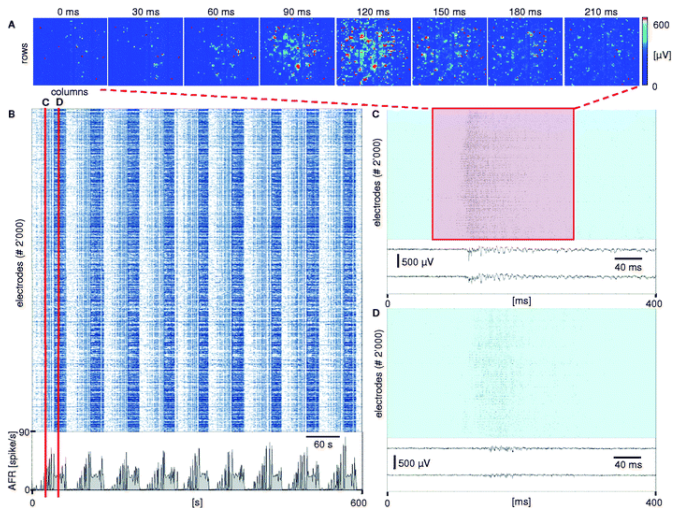 0 ms 30 ms 60 ms 90 ms 120 ms 150 ms 180 ms 210 ms
A
rows
600
[µV]
0
columns
C D
B
electrodes (# 2'000)
90
AFR [spike/s]
0
60 s
0 [s] 600
C
electrodes (# 2'000)
500 µV
40 ms
0 [ms] 400
D
electrodes (# 2'000)
500 µV
40 ms
0 [ms] 400